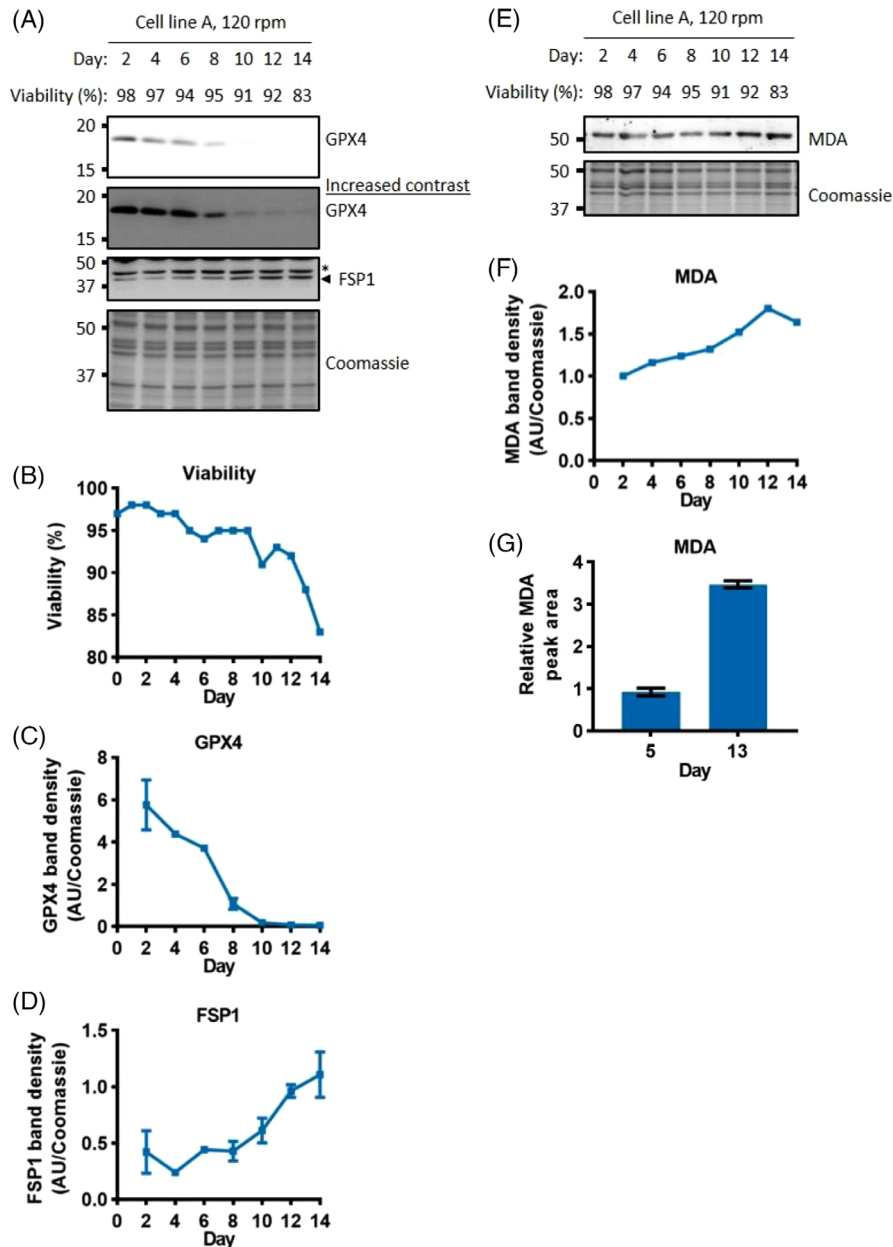 (A)
Cell line A, 120 rpm
Day: 2 4 6 8 10 12 14
Viability (%): 98 97 94 95 91 92 83
20
15
GPX4
Increased contrast
20
15
GPX4
50
37
*
◄ FSP1
50
37
Coomassie
(B)
Viability
Viability (%)
100
95
90
85
80
0 2 4 6 8 10 12 14
Day
(C)
GPX4
GPX4 band density
(AU/Coomassie)
8
6
4
2
0
0 2 4 6 8 10 12 14
Day
(D)
FSP1
FSP1 band density
(AU/Coomassie)
1.5
1.0
0.5
0.0
0 2 4 6 8 10 12 14
Day
(E)
Cell line A, 120 rpm
Day: 2 4 6 8 10 12 14
Viability (%): 98 97 94 95 91 92 83
50
MDA
50
37
Coomassie
(F)
MDA
MDA band density
(AU/Coomassie)
2.0
1.5
1.0
0.5
0.0
0 2 4 6 8 10 12 14
Day
(G)
MDA
Relative MDA
peak area
4
3
2
1
0
5 13
Day